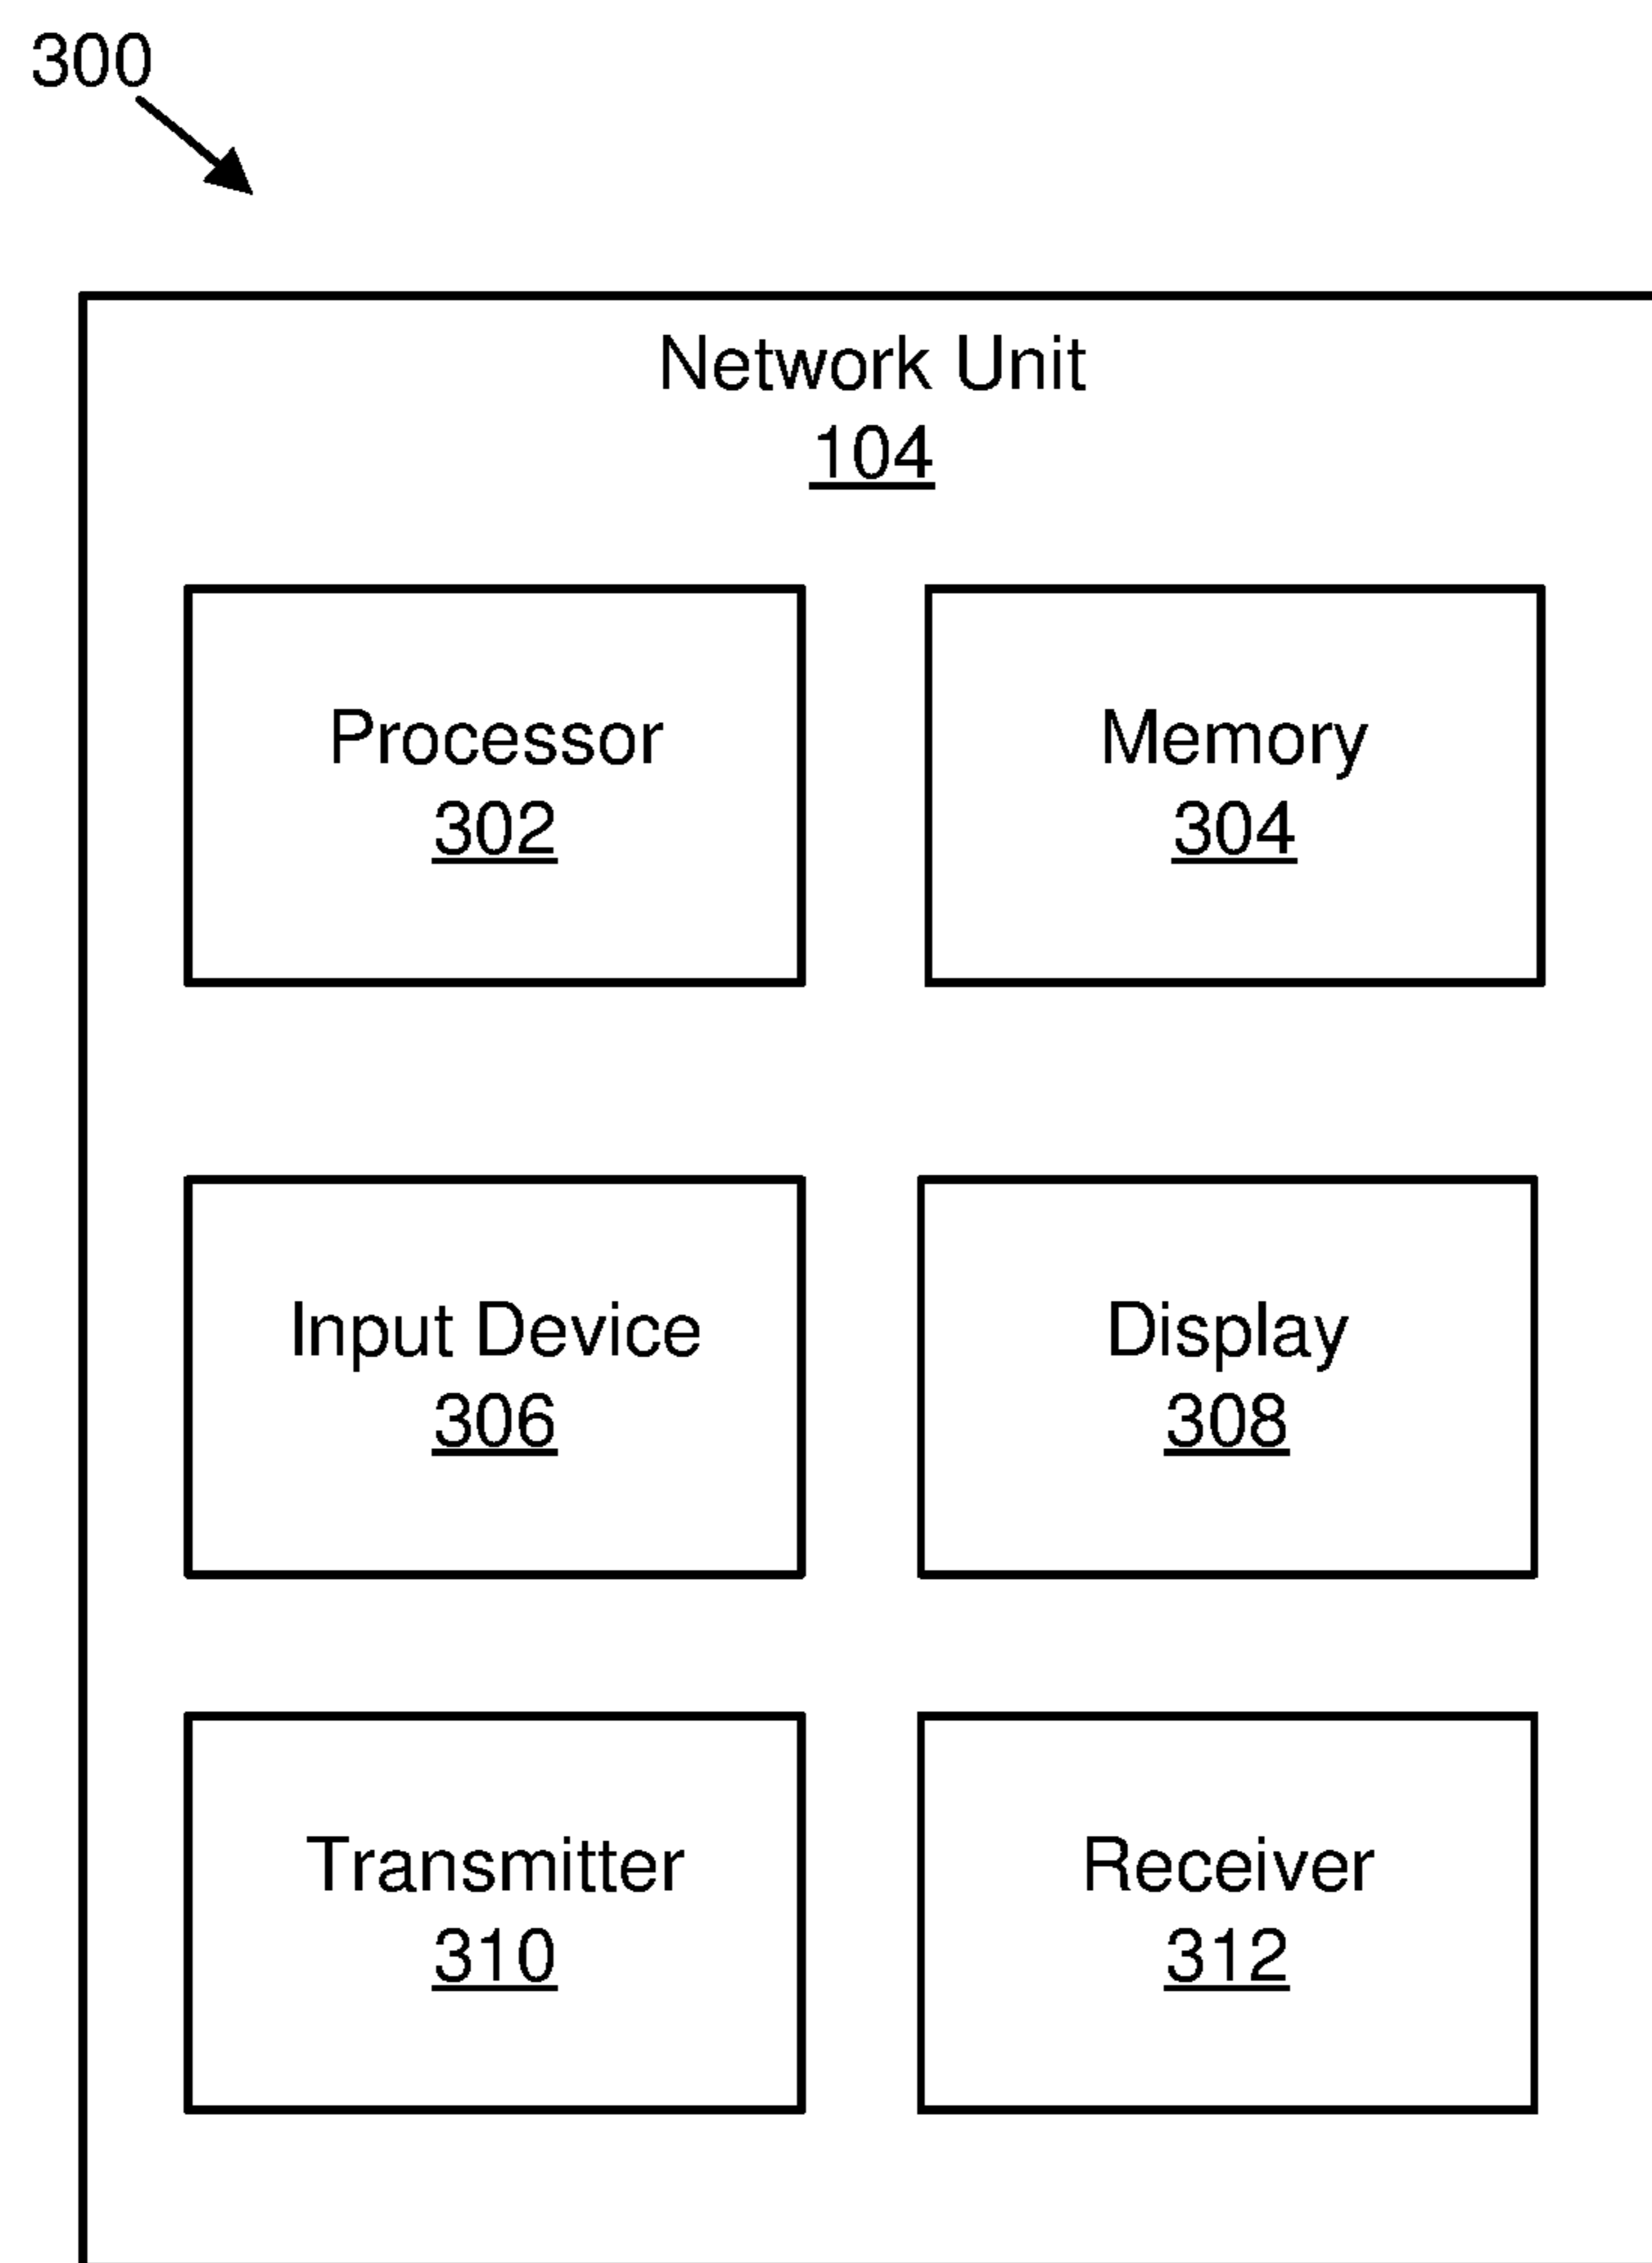 300
Network Unit
104
Processor
302
Memory
304
Input Device
306
Display
308
Transmitter
310
Receiver
312